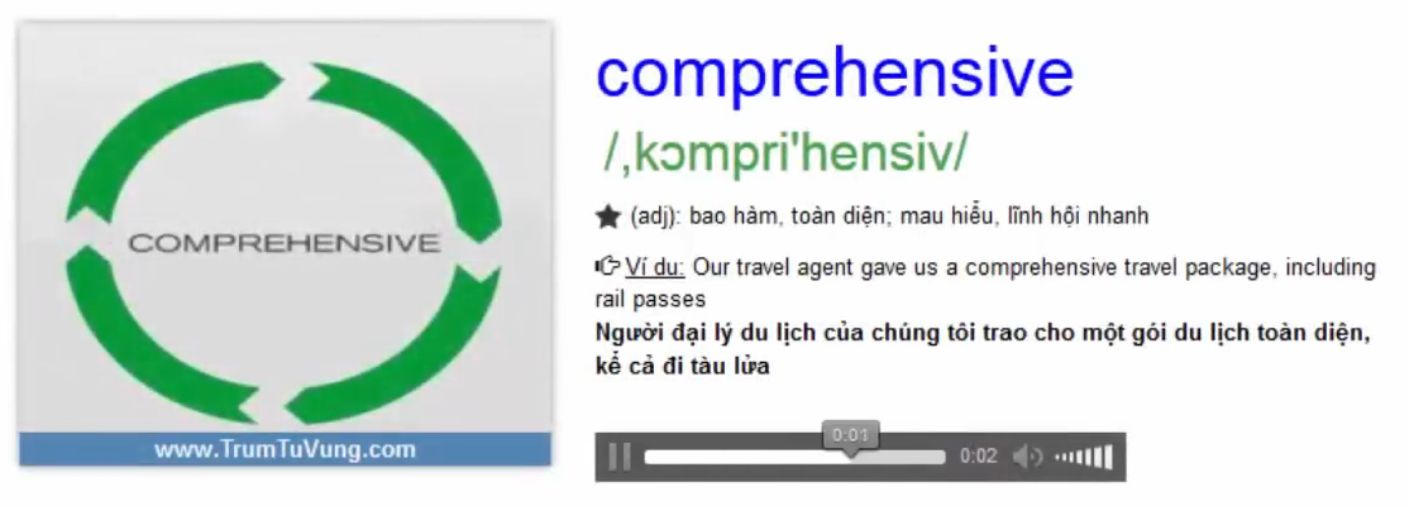 comprehensive
/,kɔmpri'hensiv/
(adj): bao hàm, toàn diện; mau hiểu, lĩnh hội nhanh
Ví du: Our travel agent gave us a comprehensive travel package, including
rail passes
Người đại lý du lịch của chúng tôi trao cho một gói du lịch toàn diện,
kể cả đi tàu lửa
COMPREHENSIVE
www.TrumTuVung.com
0:01
0:02